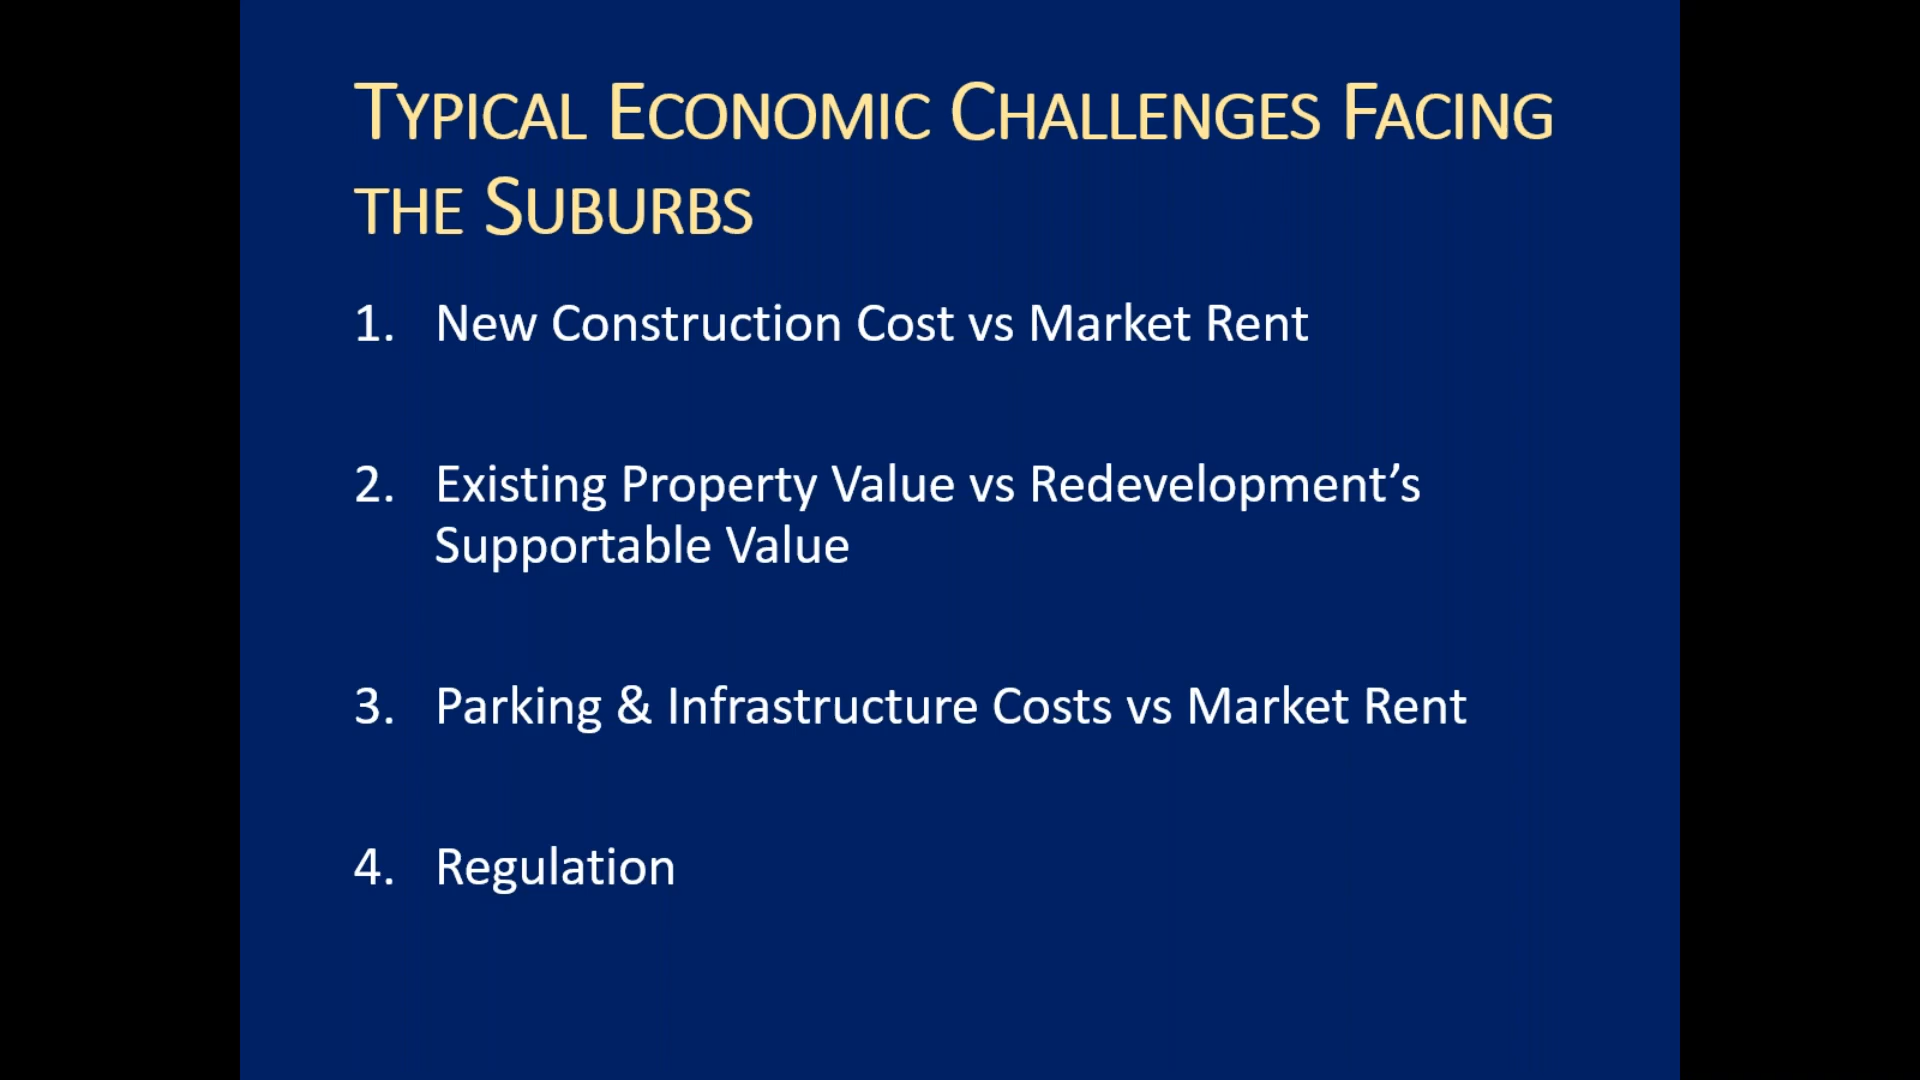 TYPICAL ECONOMIC CHALLENGES FACING
THE SUBURBS
1. New Construction Cost vs Market Rent
2. Existing Property Value vs Redevelopment’s
Supportable Value
3. Parking & Infrastructure Costs vs Market Rent
4. Regulation